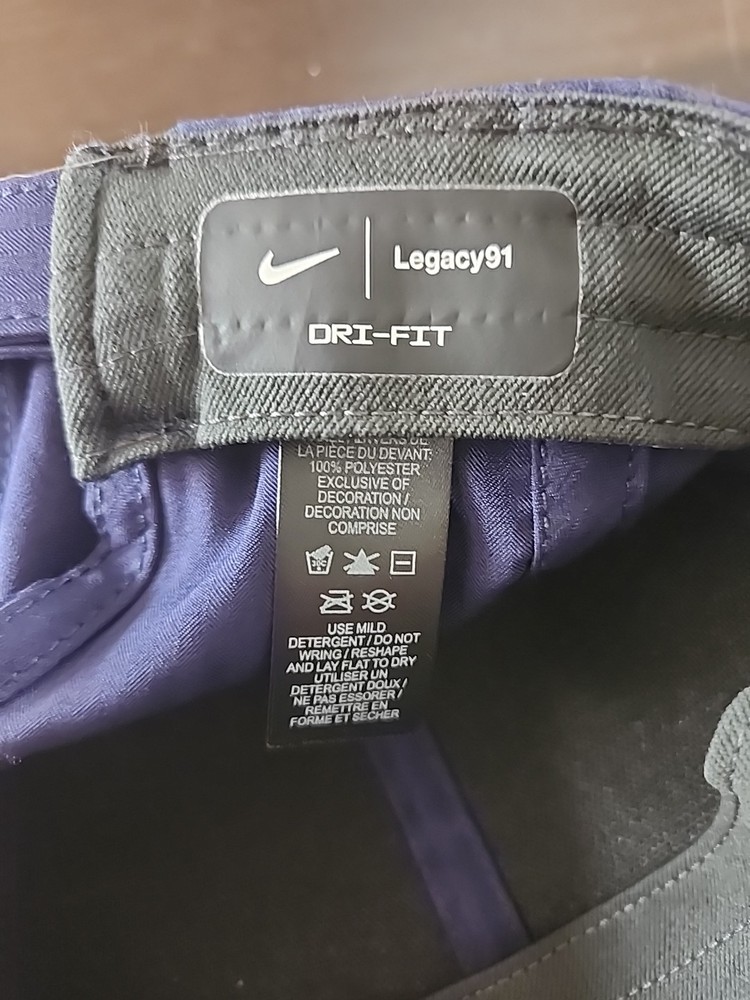 Legacy91
DRI-FIT
DE
LA PIÈCE DU DEVANT:
100% POLYESTER
EXCLUSIVE OF
DECORATION /
DECORATION NON
COMPRISE
30C
USE MILD
DETERGENT / DO NOT
WRING / RESHAPE
AND LAY FLAT TO DRY
UTILISER UN
DETERGENT DOUX /
NE PAS ESSORER /
REMETTRE EN
FORME ET SECHER